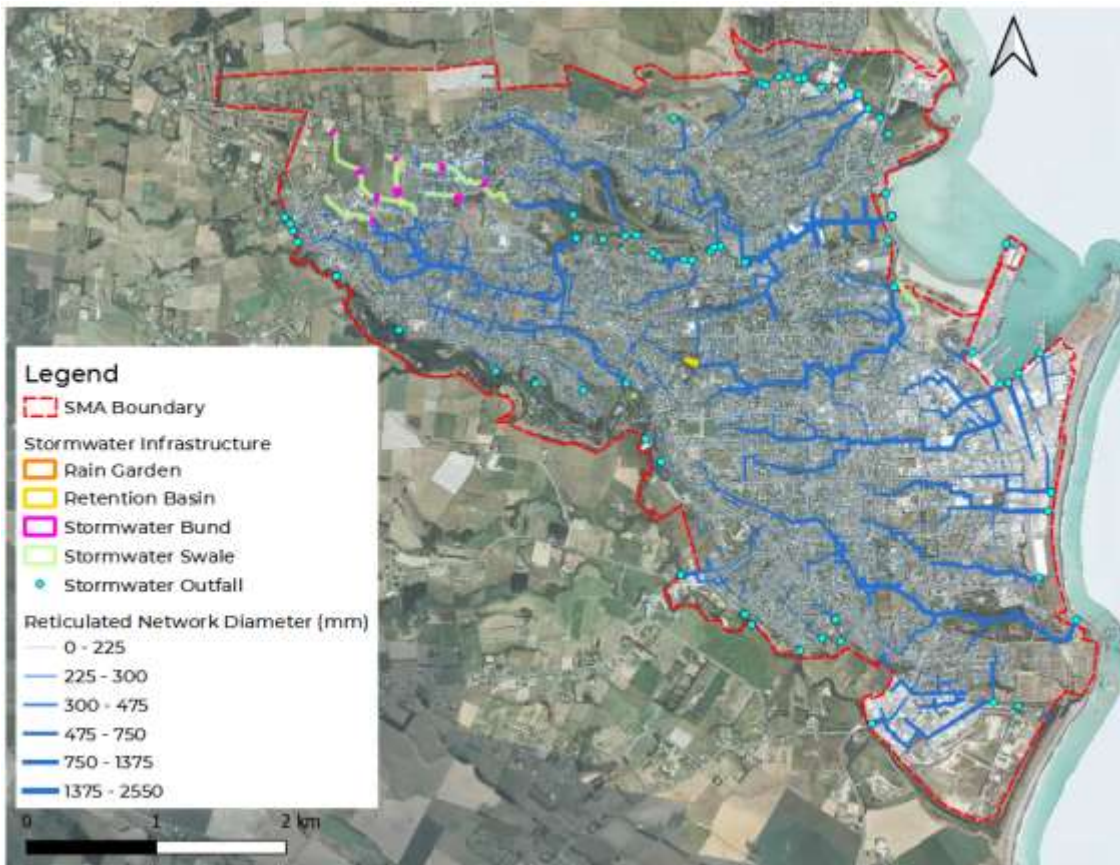 Legend
SMA Boundary
Stormwater Infrastructure
Rain Garden
Retention Basin
Stormwater Bund
Stormwater Swale
Stormwater Outfall
Reticulated Network Diameter (mm)
0 - 225
225 - 300
300 - 475
475 - 750
750 - 1375
1375 - 2550
0 1 2 km